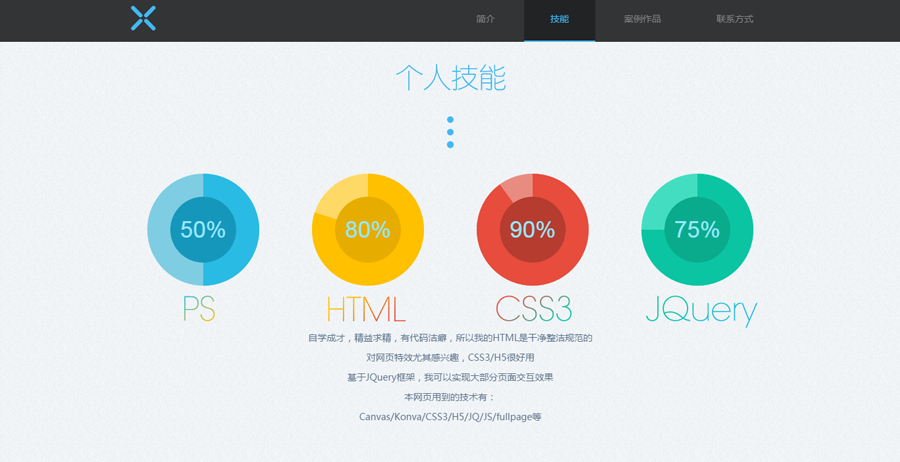 简介 技能 案例作品 联系方式
个人技能
50% 80% 90% 75%
PS HTML CSS3 JQuery
自学成才，精益求精，有代码洁癖，所以我的HTML是干净整洁规范的
对网页特效尤其感兴趣，CSS3/H5很好用
基于JQuery框架，我可以实现大部分页面交互效果
本网页用到的技术有：
Canvas/Konva/CSS3/H5/JQ/JS/fullpage等